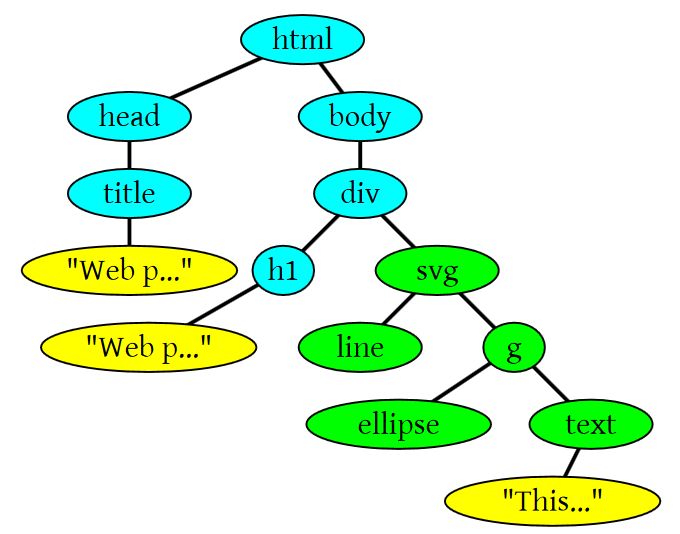 html
head
body
title
div
"Web p..."
h1
svg
"Web p..."
line
g
ellipse
text
"This..."